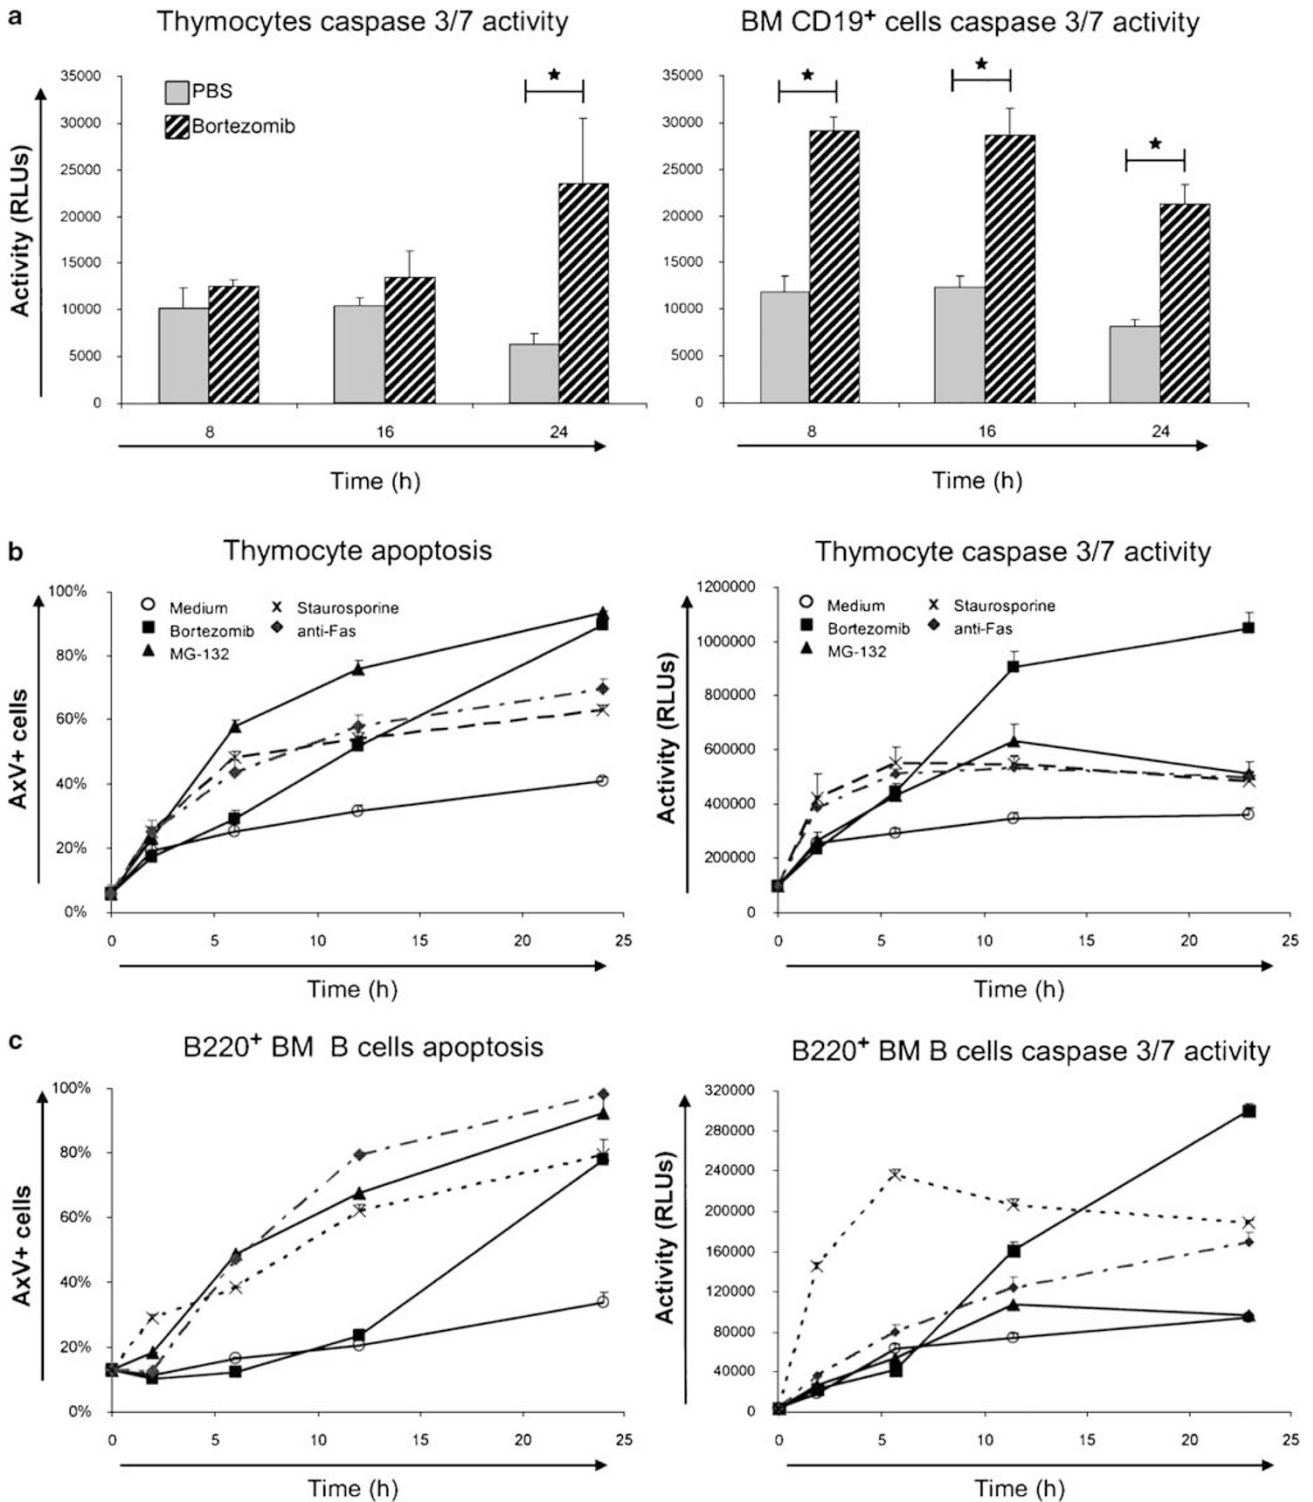 a
Thymocytes caspase 3/7 activity
BM CD19⁺ cells caspase 3/7 activity
Activity (RLUs)
35000
30000
25000
20000
15000
10000
5000
0
PBS
Bortezomib
★
8
16
24
Time (h)
35000
30000
25000
20000
15000
10000
5000
0
★
★
★
8
16
24
Time (h)
b
Thymocyte apoptosis
AxV+ cells
100%
80%
60%
40%
20%
0%
Medium
Bortezomib
MG-132
Staurosporine
anti-Fas
0 5 10 15 20 25
Time (h)
Thymocyte caspase 3/7 activity
Activity (RLUs)
1200000
1000000
800000
600000
400000
200000
0
Medium
Bortezomib
MG-132
Staurosporine
anti-Fas
0 5 10 15 20 25
Time (h)
c
B220⁺ BM B cells apoptosis
AxV+ cells
100%
80%
60%
40%
20%
0%
0 5 10 15 20 25
Time (h)
B220⁺ BM B cells caspase 3/7 activity
Activity (RLUs)
320000
280000
240000
200000
160000
120000
80000
40000
0
0 5 10 15 20 25
Time (h)